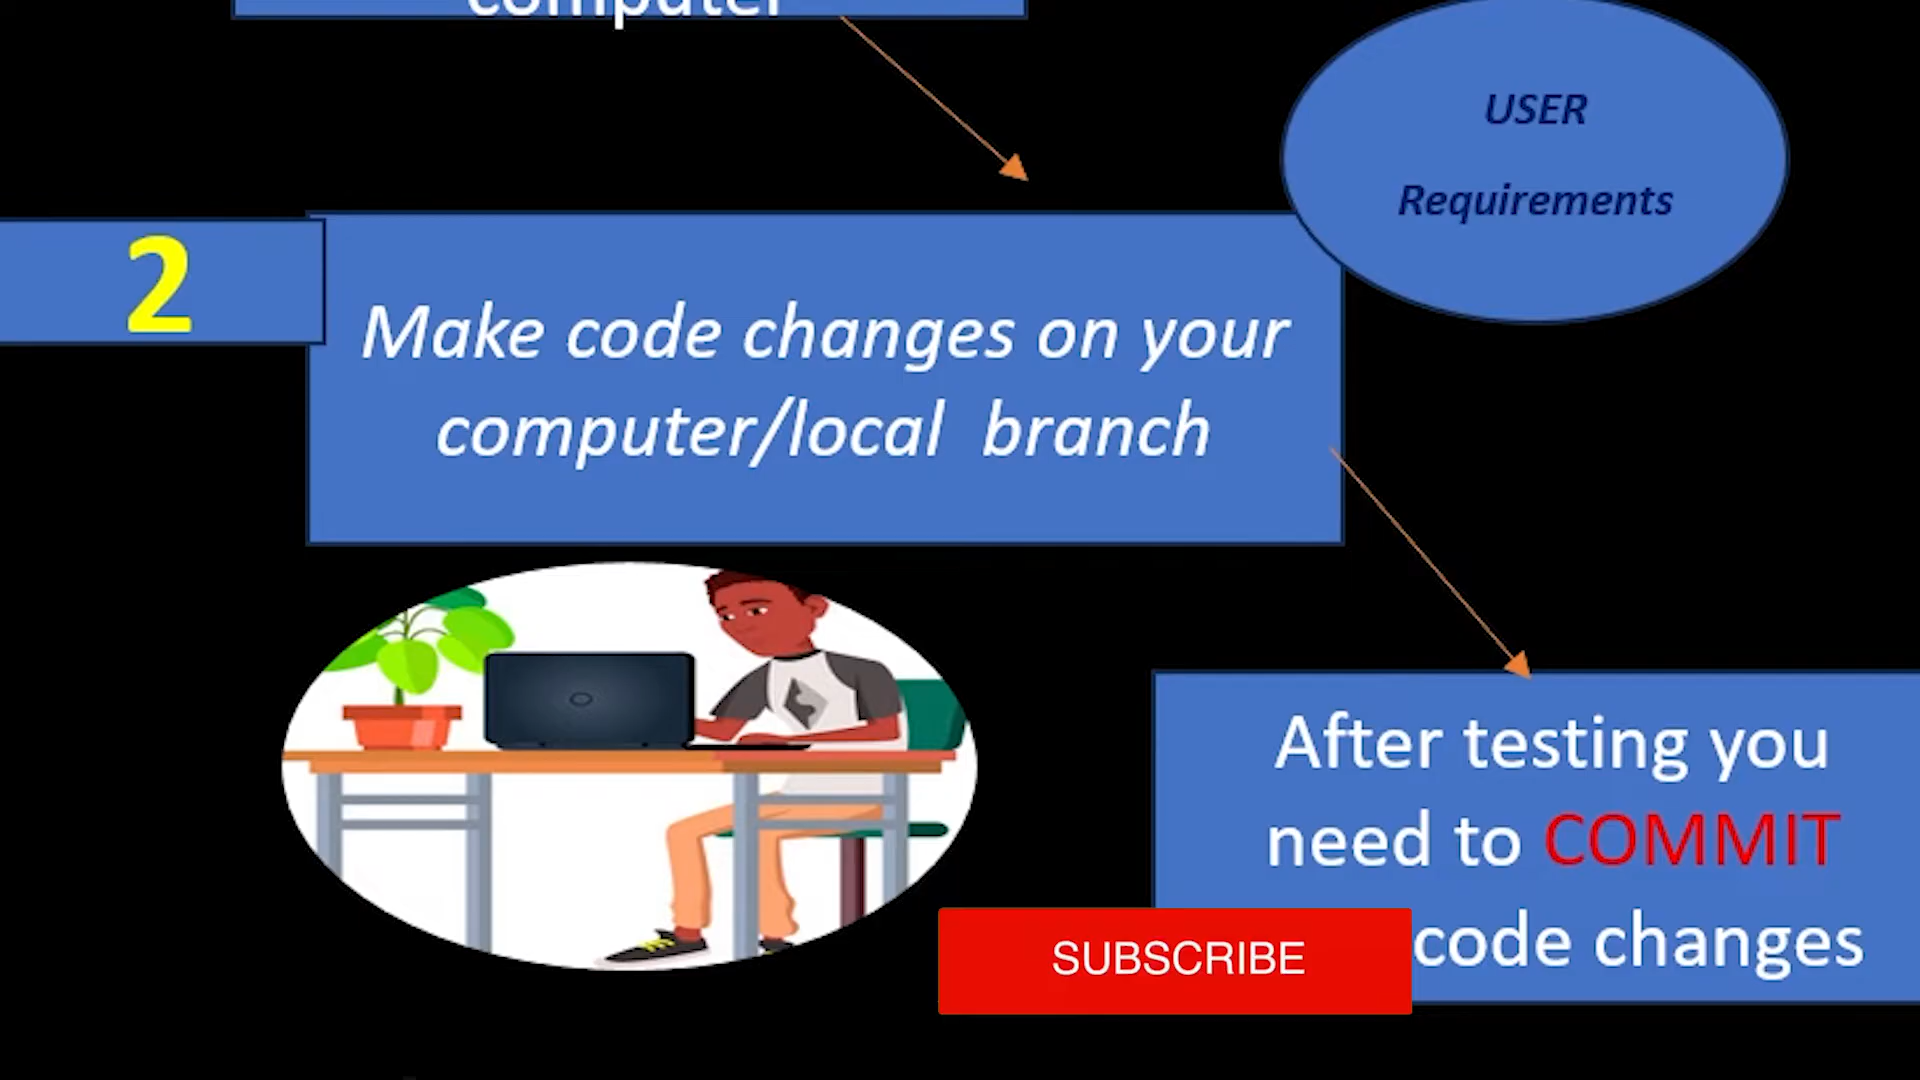 computer
USER
Requirements
2
Make code changes on your
computer/local branch
After testing you
need to COMMIT
code changes
SUBSCRIBE